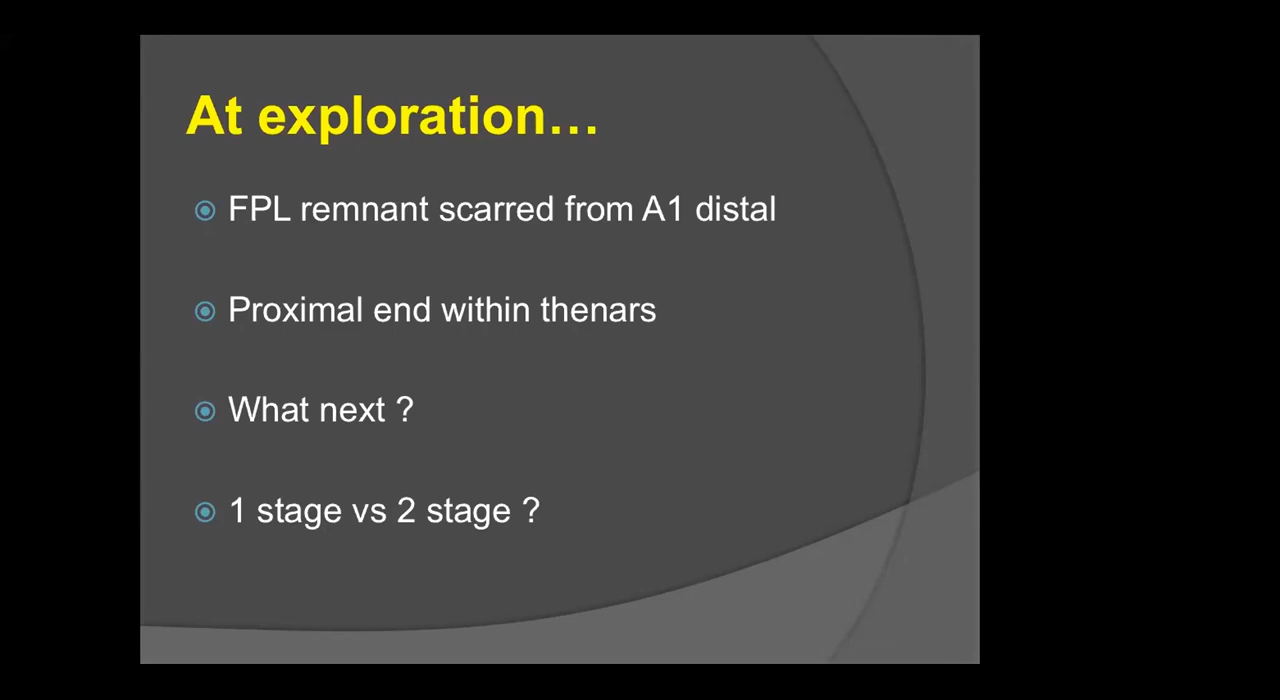 At exploration…
FPL remnant scarred from A1 distal
Proximal end within thenars
What next ?
1 stage vs 2 stage ?